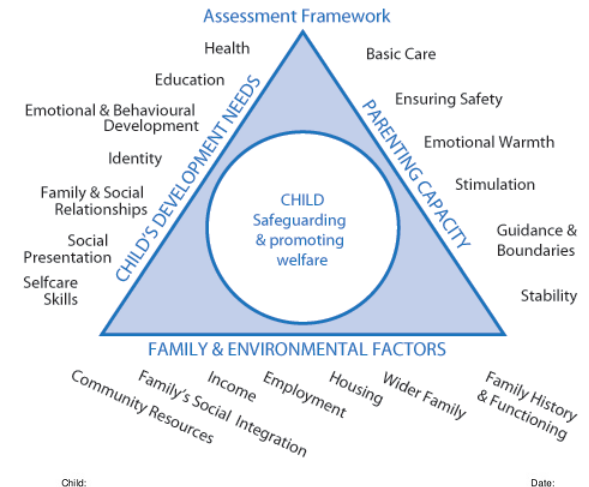 Assessment Framework
Health
Education
Emotional & Behavioural
Development
Identity
Family & Social
Relationships
Social
Presentation
Selfcare
Skills
CHILD'S DEVELOPMENT NEEDS
CHILD
Safeguarding
& promoting
welfare
PARENTING CAPACITY
Basic Care
Ensuring Safety
Emotional Warmth
Stimulation
Guidance &
Boundaries
Stability
FAMILY & ENVIRONMENTAL FACTORS
Community Resources
Family's Social Integration
Income
Employment
Housing
Wider Family
Family History
& Functioning
Child:
Date: